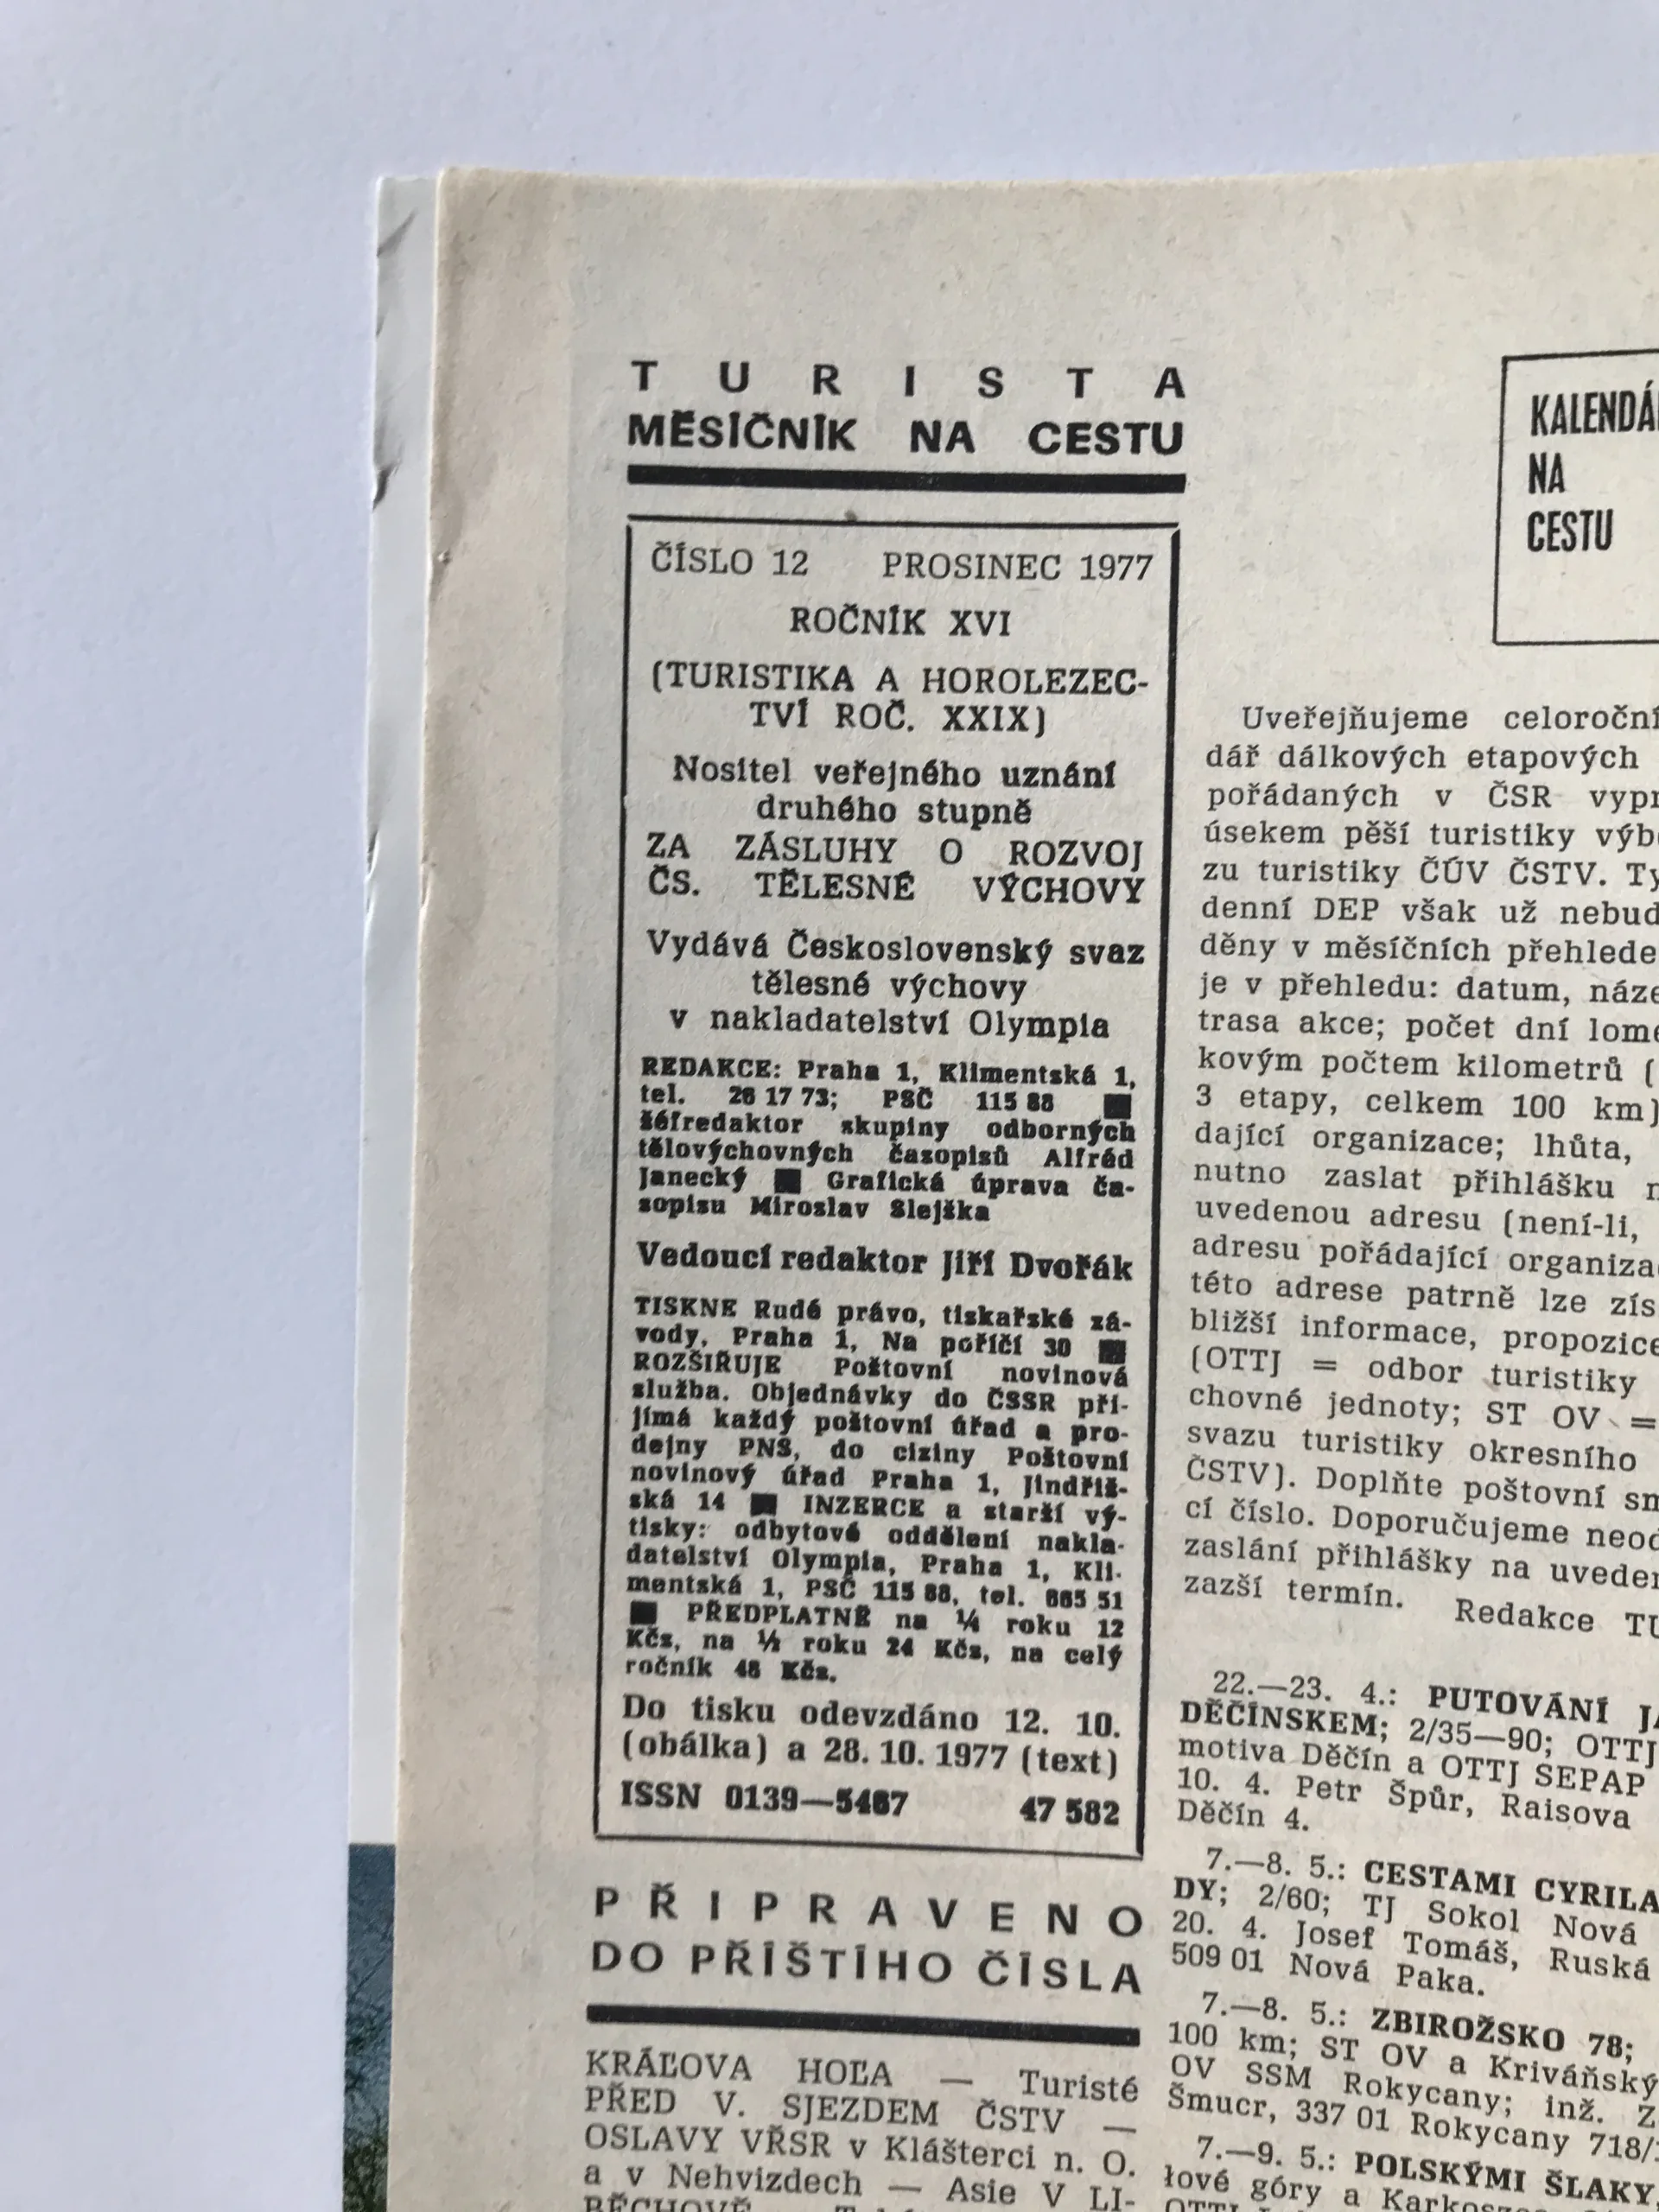 TURISTA
MĚSÍČNÍK NA CESTU
ČÍSLO 12 PROSINEC 1977
ROČNÍK XVI
(TURISTIKA A HOROLEZEC-
TVÍ ROČ. XXIX)
Nositel veřejného uznání
druhého stupně
ZA ZÁSLUHY O ROZVOJ
ČS. TĚLESNÉ VÝCHOVY
Vydává Československý svaz
tělesné výchovy
v nakladatelství Olympia
REDAKCE: Praha 1, Klimentská 1,
tel. 26 17 73; PSČ 115 88 ■
šéfredaktor skupiny odborných
tělovýchovných časopisů Alfréd
Janecký ■ Grafická úprava ča-
sopisu Miroslav Slejška
Vedoucí redaktor Jiří Dvořák
TISKNE Rudé právo, tiskařské zá-
vody, Praha 1, Na poříčí 30 ■
ROZŠIŘUJE Poštovní novinová
služba. Objednávky do ČSSR při-
jímá každý poštovní úřad a pro-
dejny PNS, do ciziny Poštovní
novinový úřad Praha 1, Jindřiš-
ská 14 ■ INZERCE a starší vý-
tisky: odbytové oddělení nakla-
datelství Olympia, Praha 1, Kli-
mentská 1, PSČ 115 88, tel. 665 51
■ PŘEDPLATNÉ na ¼ roku 12
Kčs, na ½ roku 24 Kčs, na celý
ročník 48 Kčs.
Do tisku odevzdáno 12. 10.
(obálka) a 28. 10. 1977 (text)
ISSN 0139—5467 47 582
PŘIPRAVENO
DO PŘÍŠTÍHO ČÍSLA
KRÁĽOVA HOĽA — Turisté
PŘED V. SJEZDEM ČSTV —
OSLAVY VŘSR v Klášterci n. O.
a v Nehvizdech — Asie V LI-
BĚCHOVĚ
KALENDÁ
NA
CESTU
Uveřejňujeme celoroční
dář dálkových etapových
pořádaných v ČSR
úsekem pěší turistiky
zu turistiky ČÚV ČSTV.
denní DEP však už
děny v měsíčních
je v přehledu: datum,
trasa akce; počet dní
kovým počtem kilometrů (
3 etapy, celkem 100 km)
dající organizace; lhůta,
nutno zaslat přihlášku
uvedenou adresu (není-li,
adresu pořádající
této adrese patrně lze
bližší informace, propozice
(OTTJ = odbor turistiky
chovné jednoty; ST OV =
svazu turistiky okresního
ČSTV). Doplňte poštovní
cí číslo. Doporučujeme
zaslání přihlášky na
zazší termín. Redakce
22.—23. 4.: PUTOVÁNÍ
DĚČÍNSKEM; 2/35—90; OTTJ
motiva Děčín a OTTJ SEPAP
10. 4. Petr Špůr, Raisova
Děčín 4.
7.—8. 5.: CESTAMI CYRILA
DY; 2/60; TJ Sokol Nová
20. 4. Josef Tomáš, Ruská
509 01 Nová Paka.
7.—8. 5.: ZBIROŽSKO 78;
100 km; ST OV a Kriváňský
OV SSM Rokycany; inž. Z
Šmucr, 337 01 Rokycany 718/
7.—9. 5.: POLSKÝMI ŠLAKY,
łové góry a